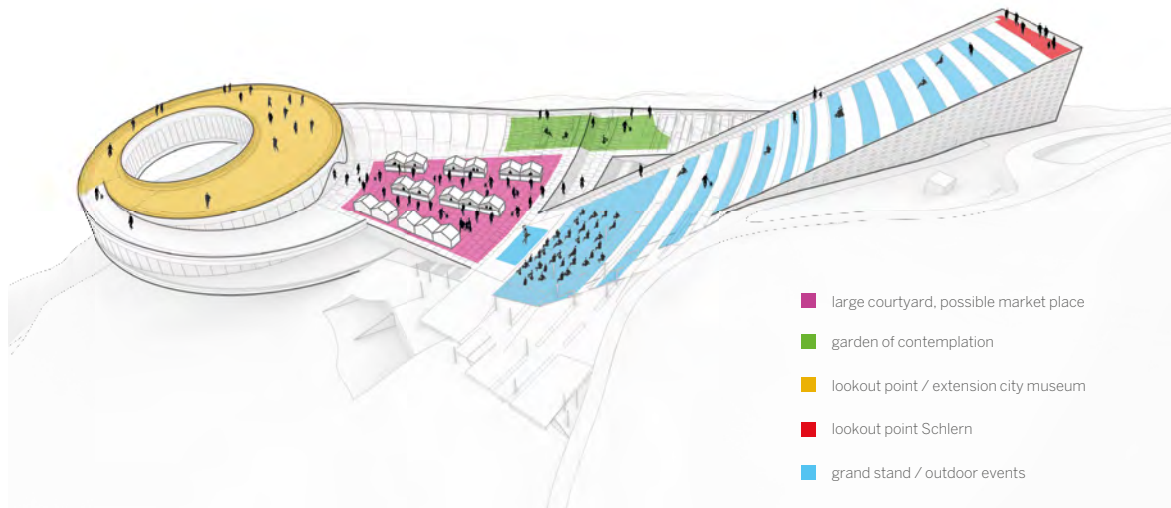 large courtyard, possible market place
garden of contemplation
lookout point / extension city museum
lookout point Schlern
grand stand / outdoor events